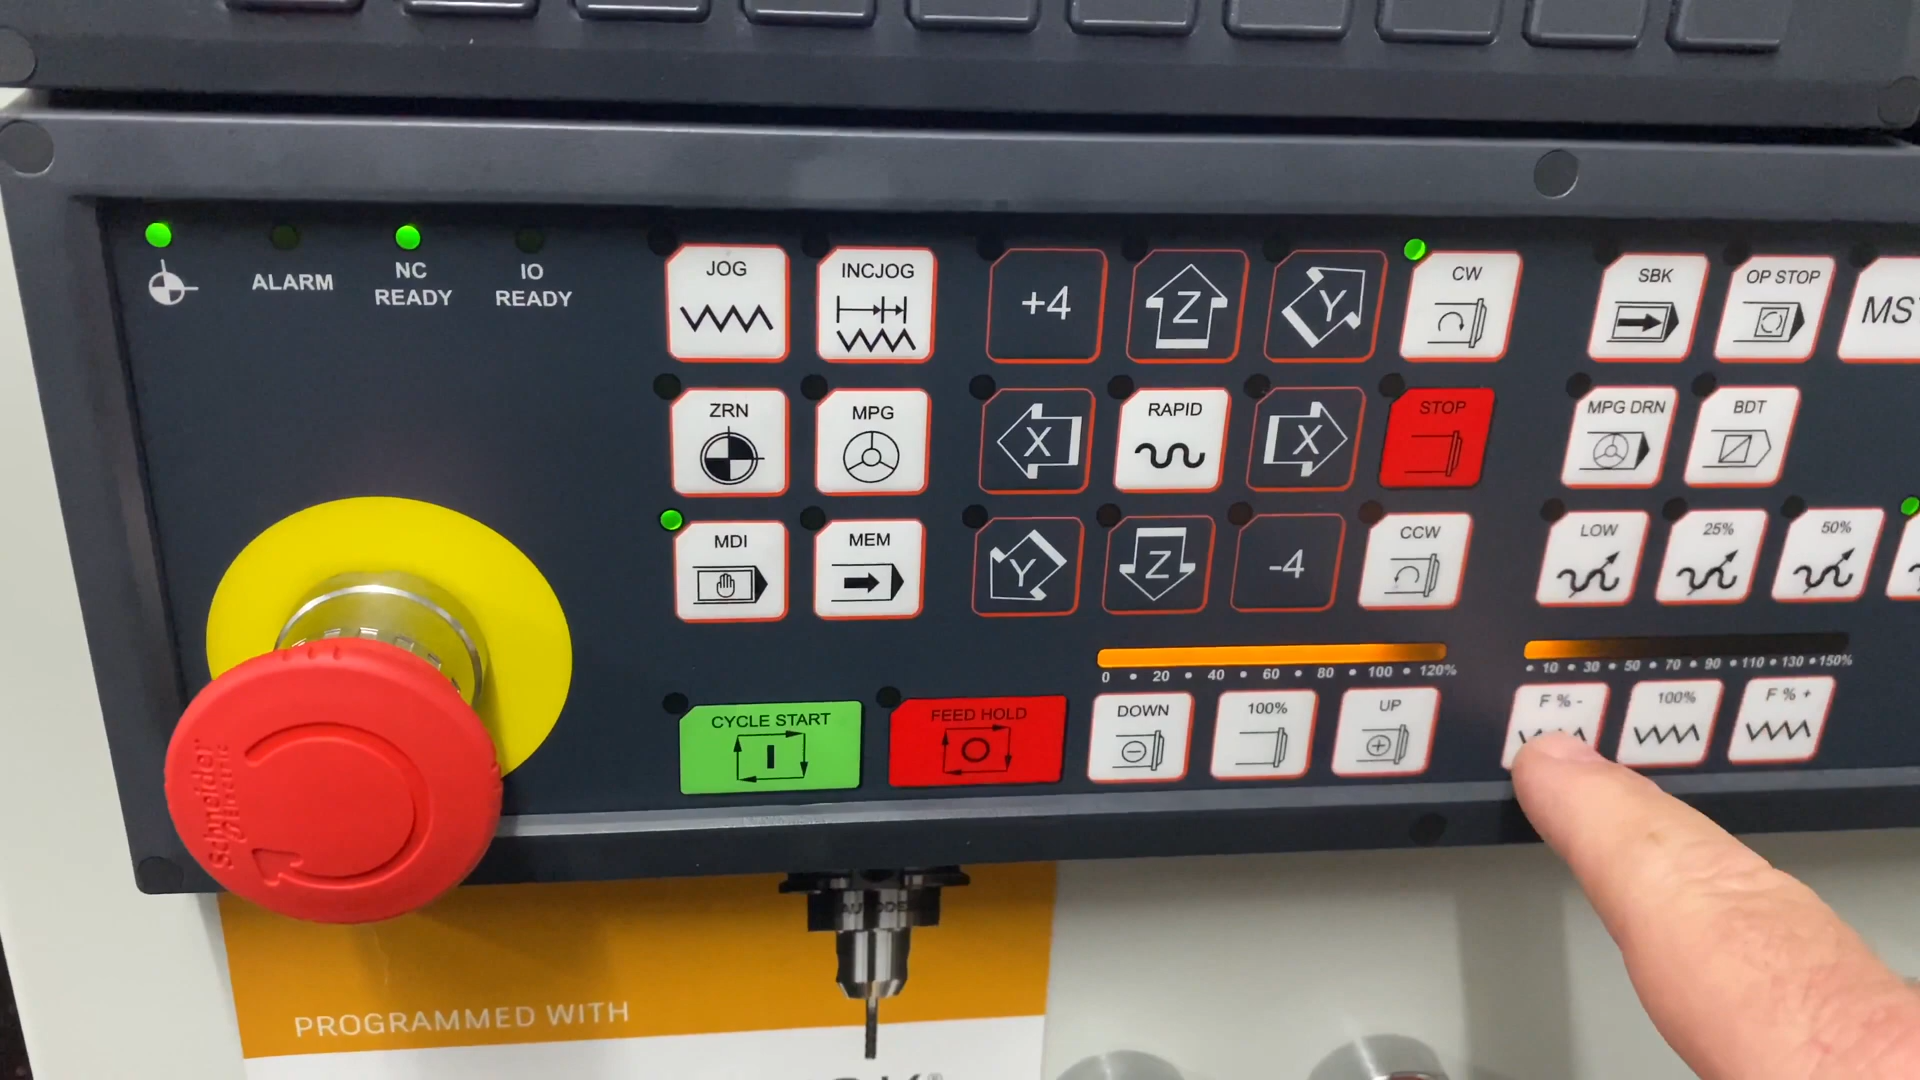 ALARM
NC
READY
IO
READY
JOG
INCJOG
+4
Z
Y
CW
SBK
OP STOP
ZRN
MPG
X
RAPID
X
STOP
MPG DRN
BDT
MDI
MEM
Y
Z
-4
CCW
LOW
25%
50%
0 • 20 • 40 • 60 • 80 • 100 • 120%
• 10 • 30 • 50 • 70 • 90 • 110 • 130 • 150%
CYCLE START
FEED HOLD
DOWN
100%
UP
F % -
100%
F % +
Schneider
Electric
PROGRAMMED WITH